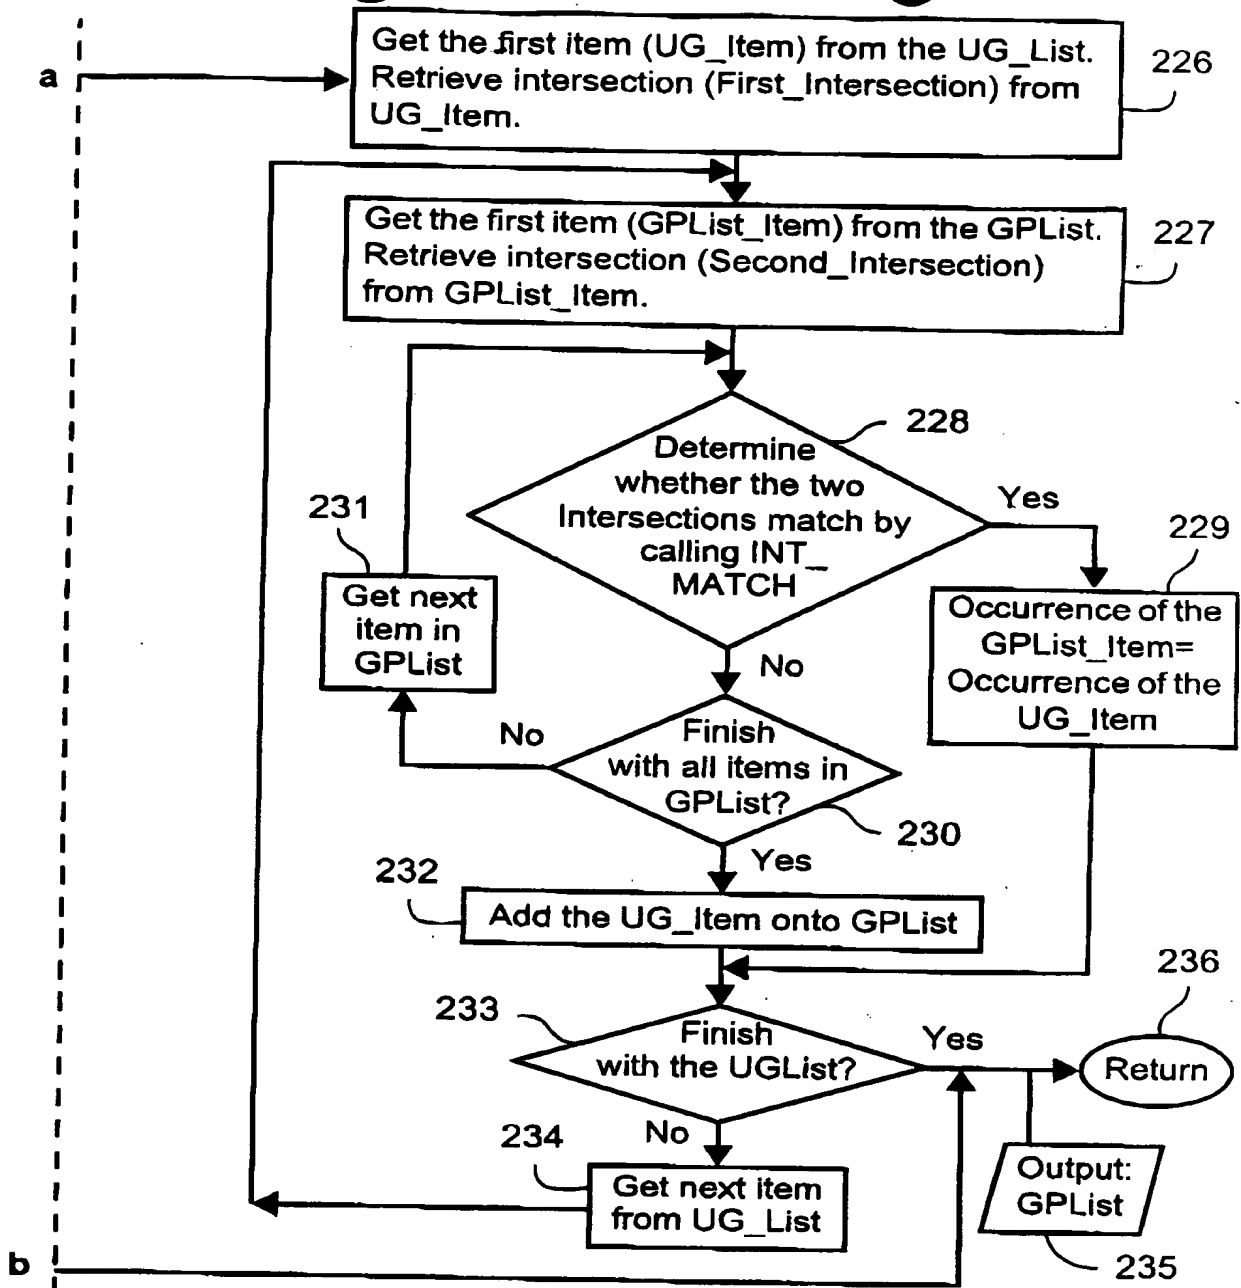 a
Get the first item (UG_Item) from the UG_List.
Retrieve intersection (First_Intersection) from
UG_Item.
226
Get the first item (GPList_Item) from the GPList.
Retrieve intersection (Second_Intersection)
from GPList_Item.
227
228
Determine
whether the two
Intersections match by
calling INT_
MATCH
Yes
231
229
Get next
item in
GPList
Occurrence of the
GPList_Item=
Occurrence of the
UG_Item
No
No
Finish
with all items in
GPList?
230
Yes
232
Add the UG_Item onto GPList
233
236
Finish
with the UGList?
Yes
Return
No
234
Get next item
from UG_List
Output:
GPList
235
b